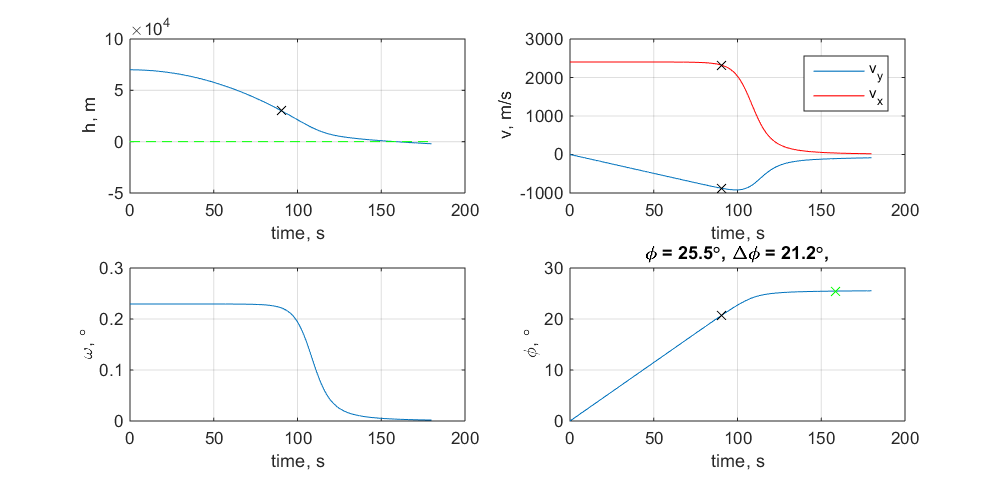 ×10⁴
10
5
0
-5
h, m
0 50 100 150 200
time, s
3000
2000
1000
0
-1000
v, m/s
v_y
v_x
0 50 100 150 200
time, s
0.3
0.2
0.1
0
ω, °
0 50 100 150 200
time, s
ϕ = 25.5°, Δϕ = 21.2°,
30
20
10
0
ϕ, °
0 50 100 150 200
time, s